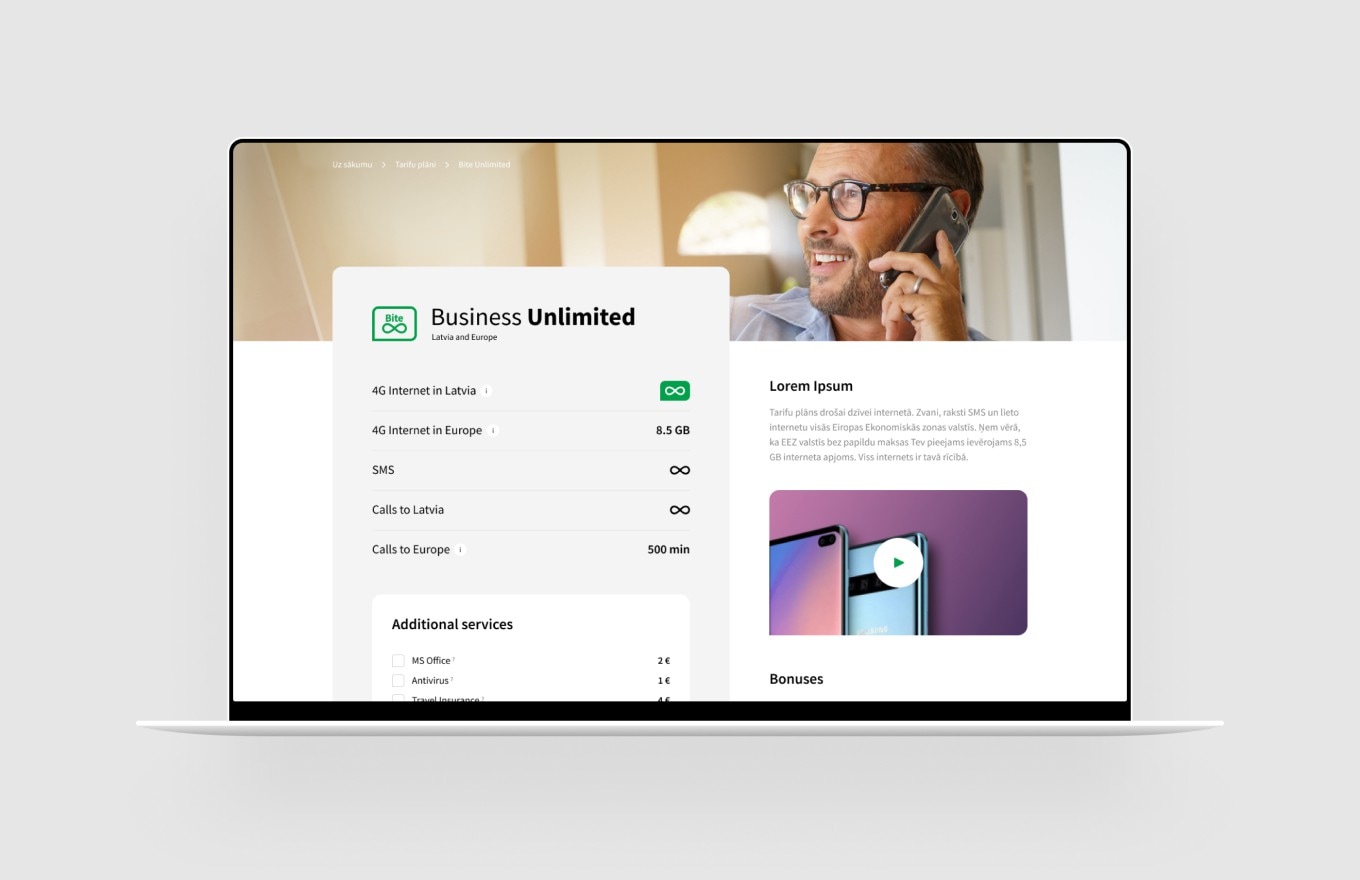 Uz sākumu > Tarifu plāni > Bite Unlimited
Bite
Business Unlimited
Latvia and Europe
4G Internet in Latvia i
4G Internet in Europe i 8.5 GB
SMS ∞
Calls to Latvia ∞
Calls to Europe i 500 min
Additional services
MS Office ? 2 €
Antivirus ? 1 €
Travel Insurance ? 4 €
Lorem Ipsum
Tarifu plāns drošai dzīvei internetā. Zvani, raksti SMS un lieto
internetu visās Eiropas Ekonomiskās zonas valstīs. Ņem vērā,
ka EEZ valstīs bez papildu maksas Tev pieejams ievērojams 8,5
GB interneta apjoms. Viss internets ir tavā rīcībā.
SAMSUNG
Bonuses